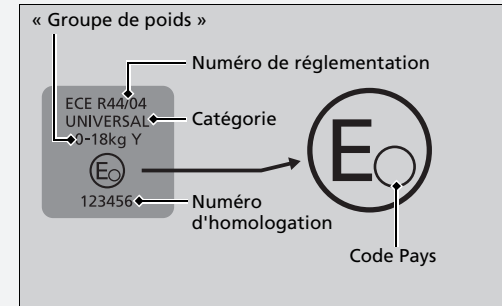 « Groupe de poids »
Numéro de réglementation
ECE R44/04
UNIVERSAL
Catégorie
0-18kg Y
E
E
123456
Numéro
d'homologation
Code Pays